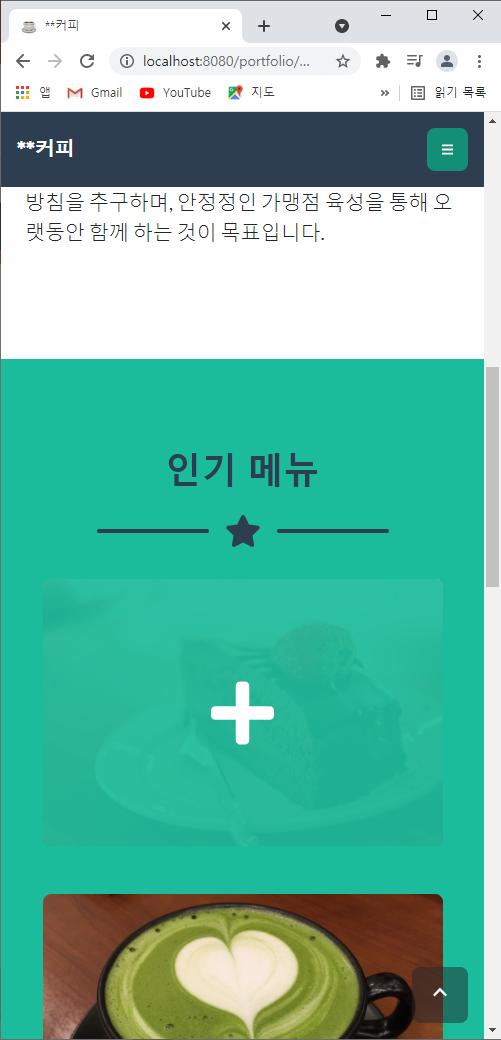 **커피
localhost:8080/portfolio/...
앱 Gmail YouTube 지도 » 읽기 목록
**커피
방침을 추구하며, 안정정인 가맹점 육성을 통해 오
랫동안 함께 하는 것이 목표입니다.
인기 메뉴